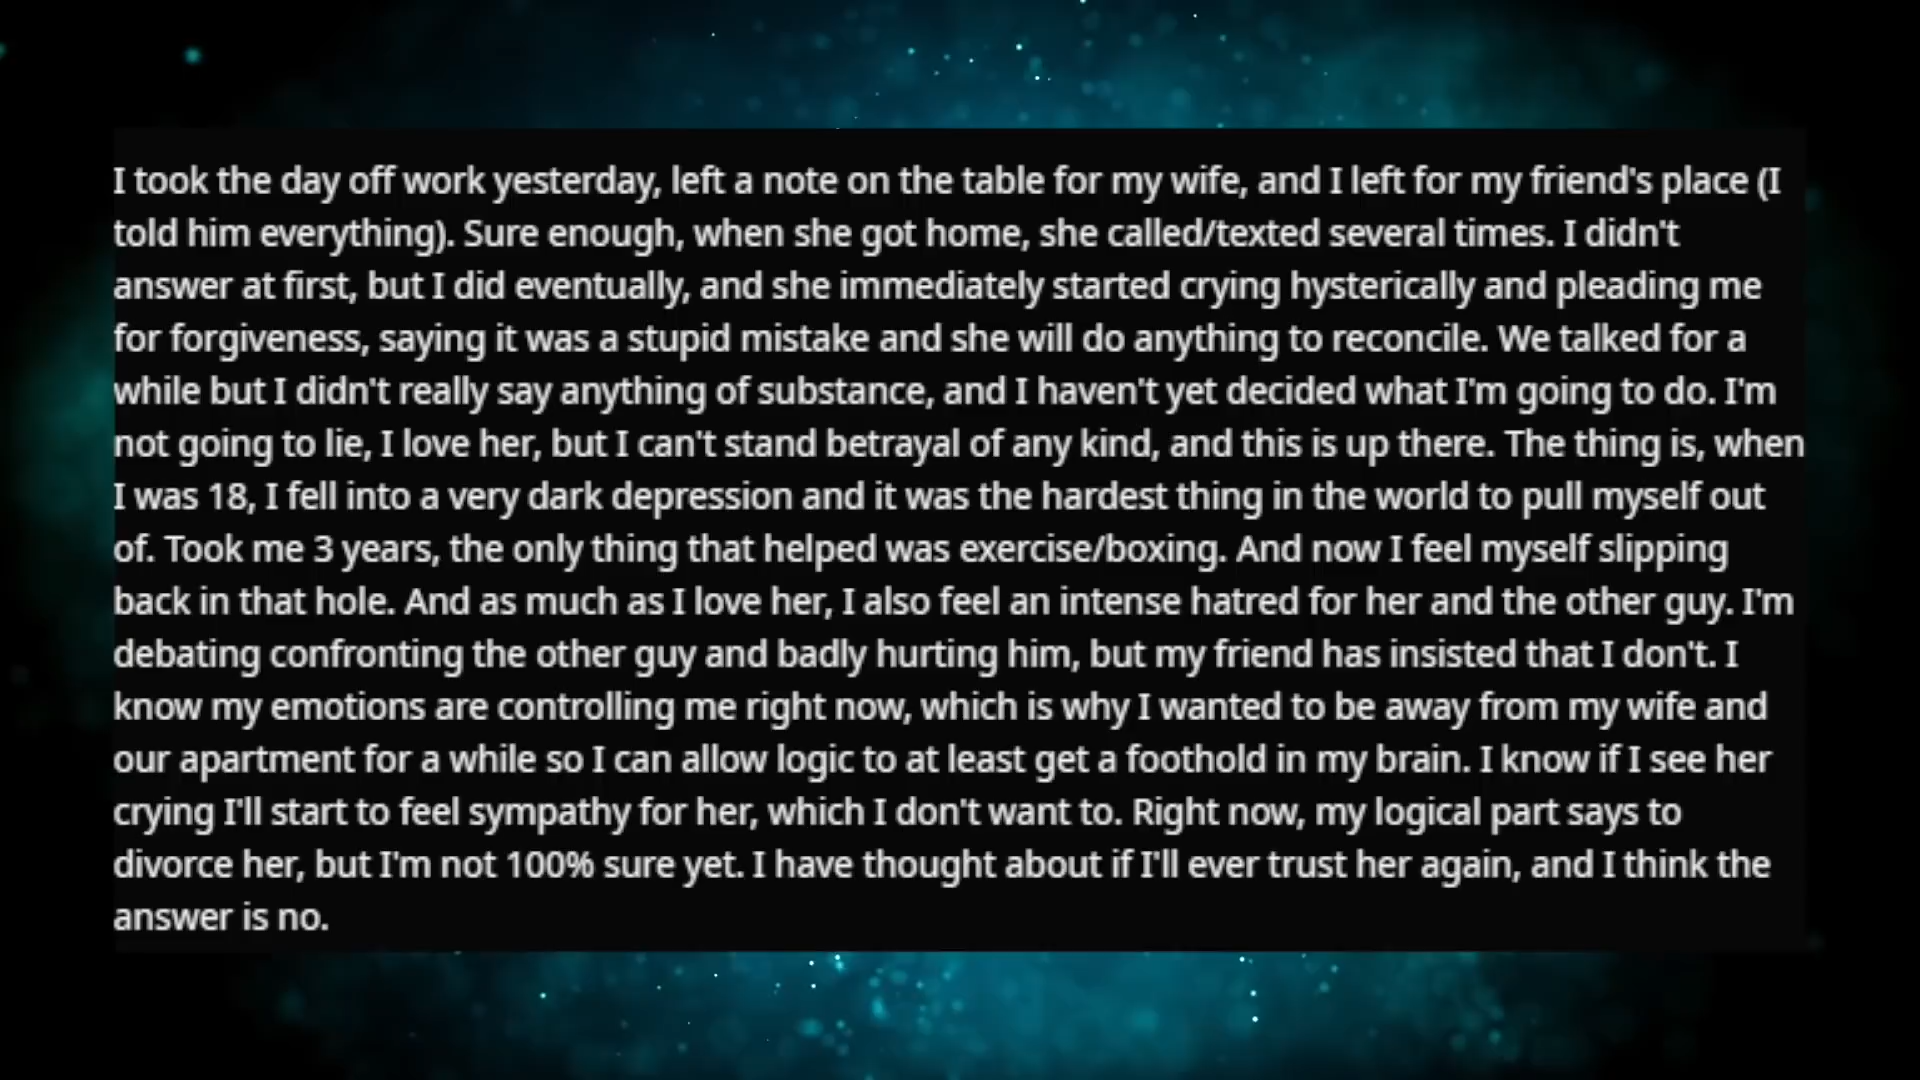 I took the day off work yesterday, left a note on the table for my wife, and I left for my friend's place (I
told him everything). Sure enough, when she got home, she called/texted several times. I didn't
answer at first, but I did eventually, and she immediately started crying hysterically and pleading me
for forgiveness, saying it was a stupid mistake and she will do anything to reconcile. We talked for a
while but I didn't really say anything of substance, and I haven't yet decided what I'm going to do. I'm
not going to lie, I love her, but I can't stand betrayal of any kind, and this is up there. The thing is, when
I was 18, I fell into a very dark depression and it was the hardest thing in the world to pull myself out
of. Took me 3 years, the only thing that helped was exercise/boxing. And now I feel myself slipping
back in that hole. And as much as I love her, I also feel an intense hatred for her and the other guy. I'm
debating confronting the other guy and badly hurting him, but my friend has insisted that I don't. I
know my emotions are controlling me right now, which is why I wanted to be away from my wife and
our apartment for a while so I can allow logic to at least get a foothold in my brain. I know if I see her
crying I'll start to feel sympathy for her, which I don't want to. Right now, my logical part says to
divorce her, but I'm not 100% sure yet. I have thought about if I'll ever trust her again, and I think the
answer is no.